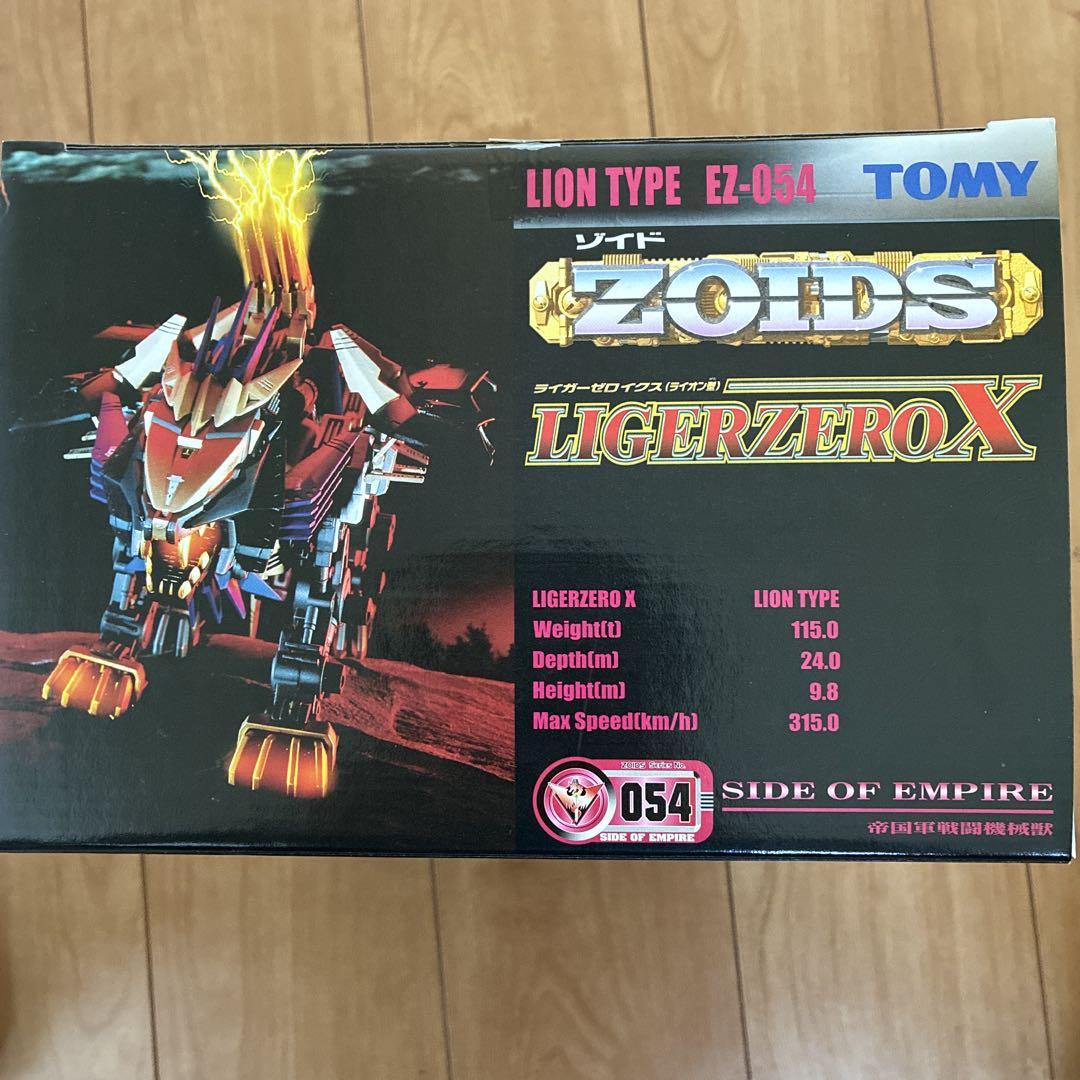 LION TYPE EZ-054 TOMY
ゾイド
ZOIDS
ライガーゼロイクス(ライオン型)
LIGERZEROX
LIGERZERO X LION TYPE
Weight(t) 115.0
Depth(m) 24.0
Height(m) 9.8
Max Speed(km/h) 315.0
ZOIDS Series No.
054
SIDE OF EMPIRE
SIDE OF EMPIRE
帝国軍戦闘機械獣